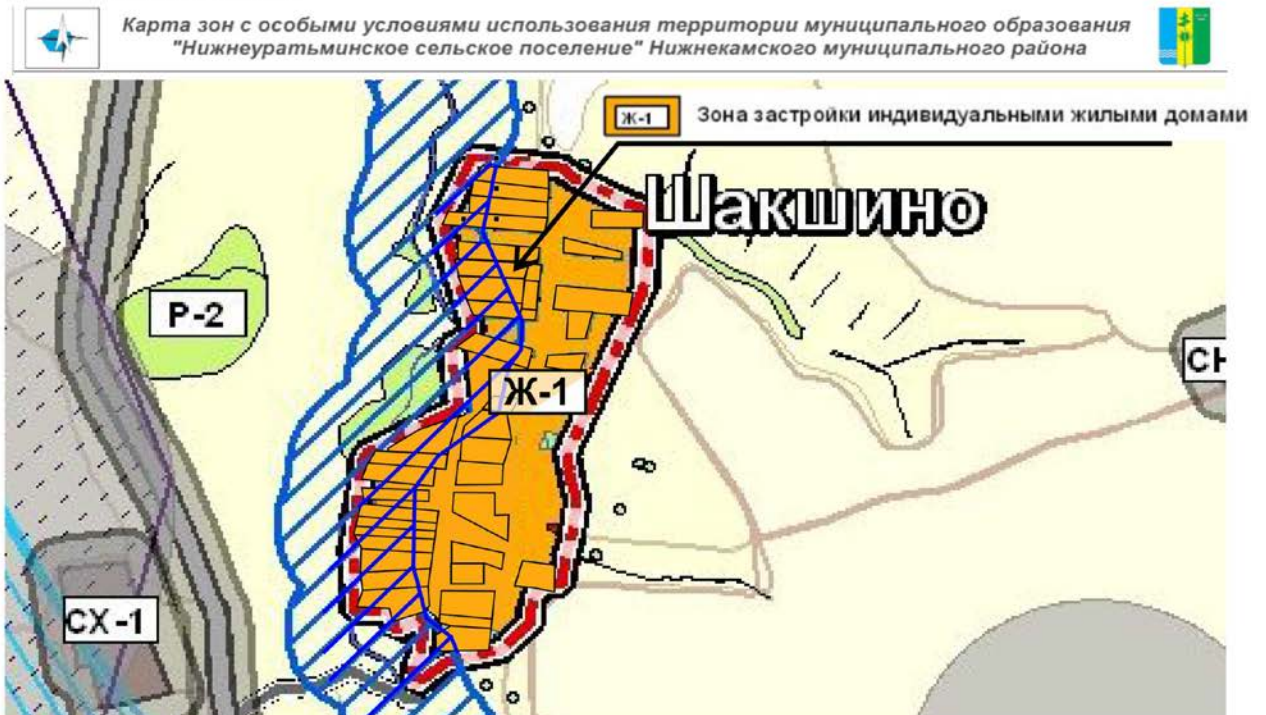 Карта зон с особыми условиями использования территории муниципального образования
"Нижнеуратьминское сельское поселение" Нижнекамского муниципального района
Ж-1 Зона застройки индивидуальными жилыми домами
Шакшино
Р-2
СН
Ж-1
СХ-1